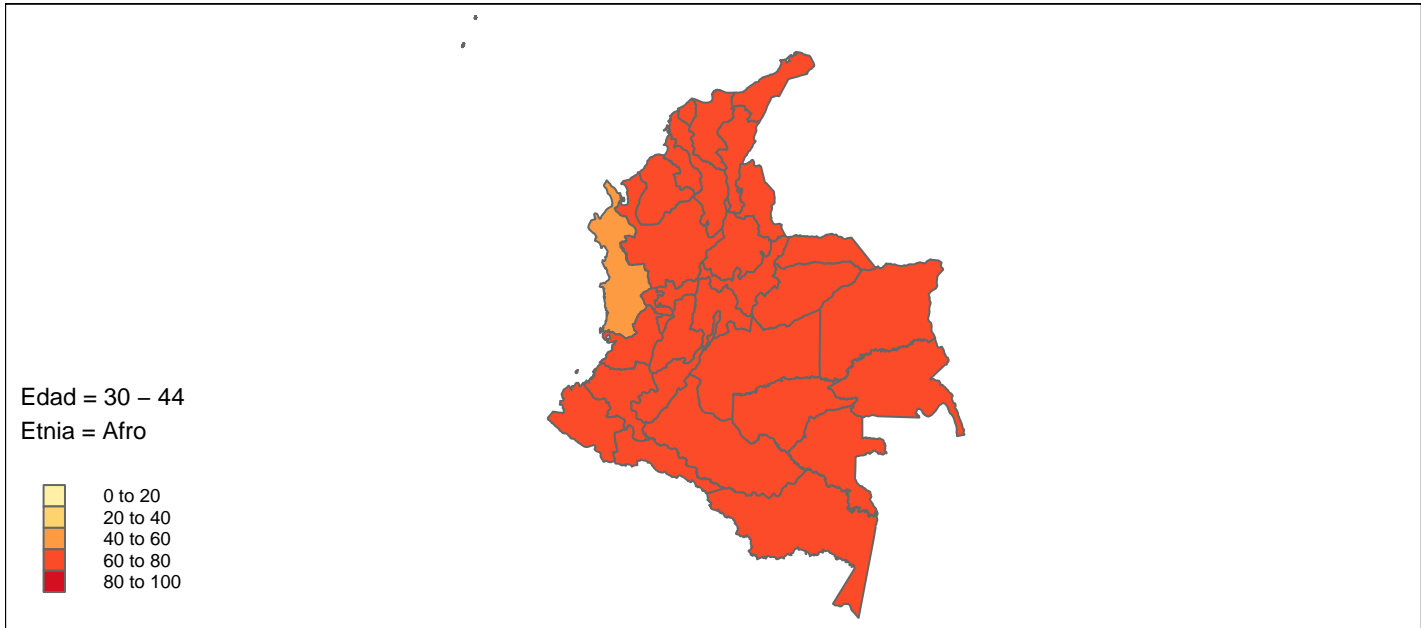 Edad = 30 – 44
Etnia = Afro
0 to 20
20 to 40
40 to 60
60 to 80
80 to 100